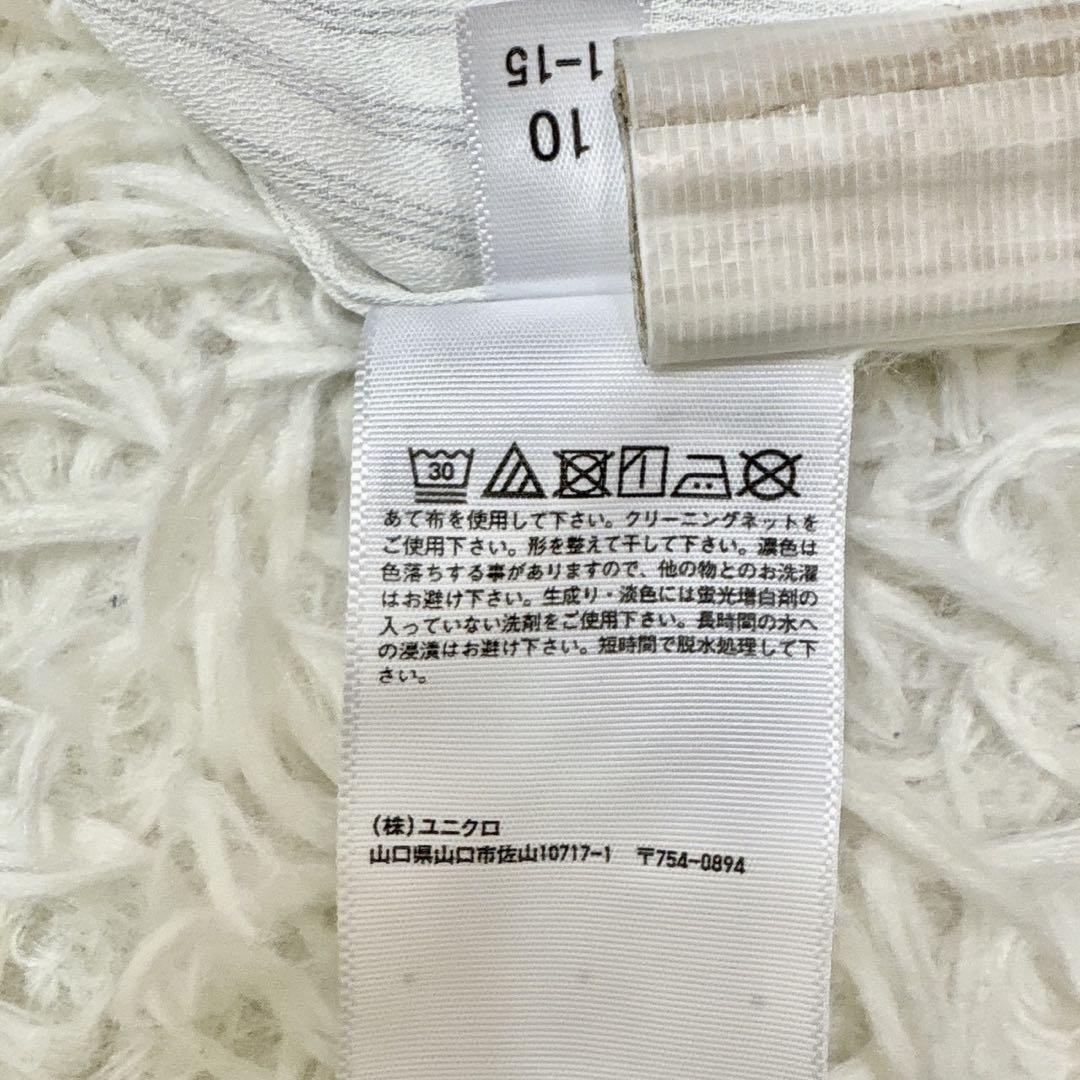 1-15
10
30
あて布を使用して下さい。クリーニングネットを
ご使用下さい。形を整えて干して下さい。濃色は
色落ちする事がありますので、他の物とのお洗濯
はお避け下さい。生成り・淡色には蛍光増白剤の
入っていない洗剤をご使用下さい。長時間の水へ
の浸漬はお避け下さい。短時間で脱水処理して下
さい。
(株)ユニクロ
山口県山口市佐山10717-1 〒754-0894